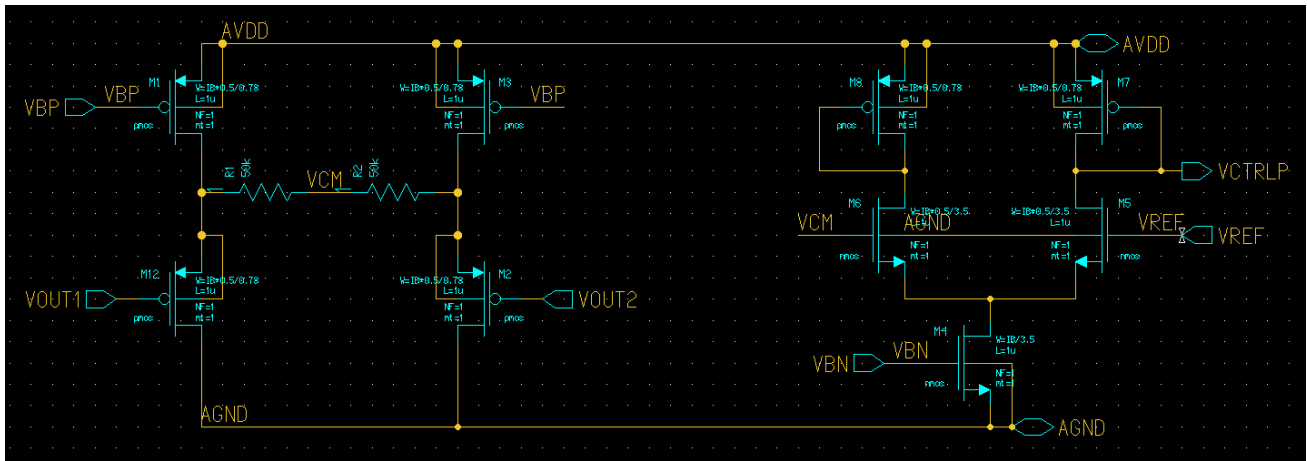 AVDD
AVDD
M1
W=IB*0.5/0.78
L=1u
NF=1
mt=1
pmos
VBP
VBP
M3
W=IB*0.5/0.78
L=1u
NF=1
mt=1
pmos
VBP
M8
W=IB*0.5/0.78
L=1u
NF=1
mt=1
pmos
M7
W=IB*0.5/0.78
L=1u
NF=1
mt=1
pmos
R1
50k
VCM
R2
50k
VCTRLP
M6
W=IB*0.5/3.5
NF=1
mt=1
VCM
AGND
M5
W=IB*0.5/3.5
L=1u
NF=1
mt=1
VREF
VREF
M12
W=IB*0.5/0.78
L=1u
NF=1
mt=1
pmos
VOUT1
M2
W=IB*0.5/0.78
L=1u
NF=1
mt=1
pmos
VOUT2
M4
W=IB/3.5
L=1u
NF=1
mt=1
VBN
VBN
AGND
AGND